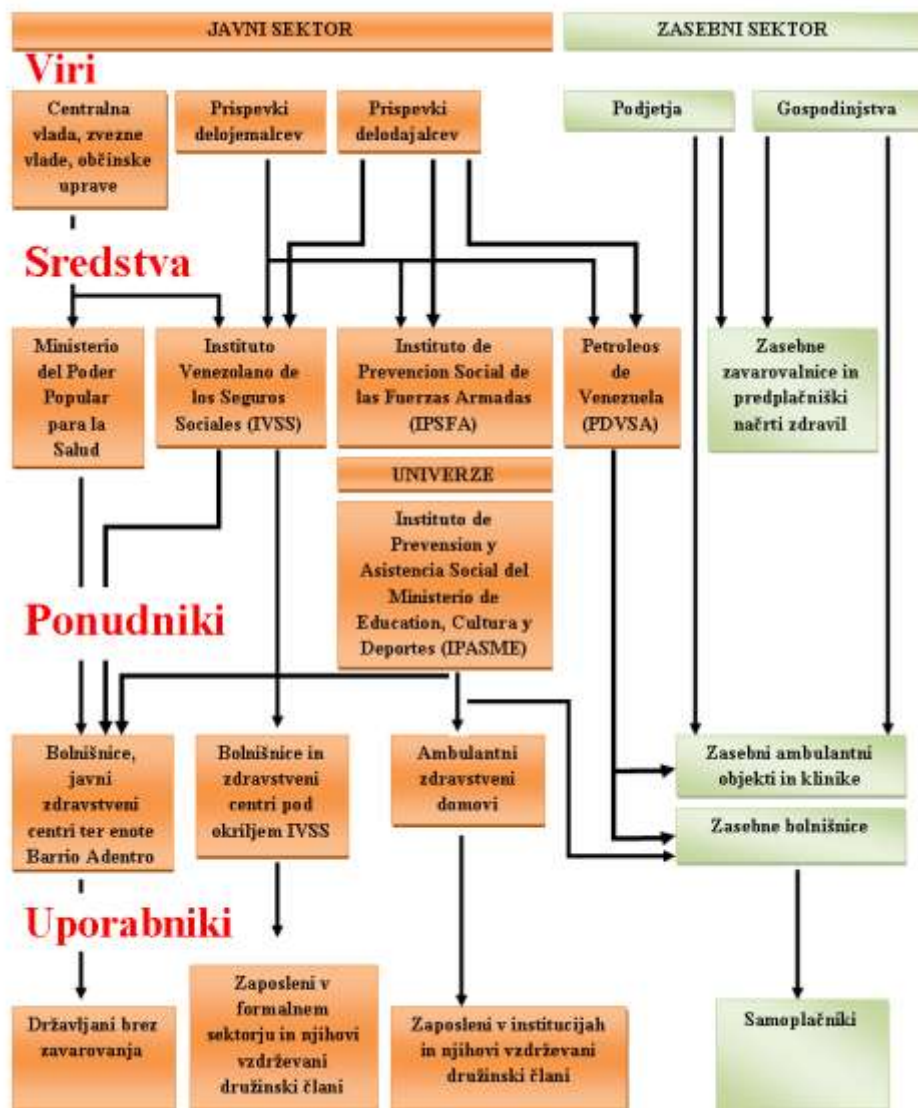 JAVNI SEKTOR
ZASEBNI SEKTOR
Viri
Centralna
vlada, zvezne
vlade, občinske
uprave
Prispevki
delojemalcev
Prispevki
delodajalcev
Podjetja
Gospodinjstva
Sredstva
Ministerio
del Poder
Popular
para la
Salud
Instituto
Venezolano de
los Seguros
Sociales (IVSS)
Instituto de
Prevencion Social de
las Fuerzas Armadas
(IPSFA)
Petroleos
de
Venezuela
(PDVSA)
Zasebne
zavarovalnice in
predplačniški
načrti zdravil
UNIVERZE
Instituto de
Prevension y
Asistencia Social del
Ministerio de
Education, Cultura y
Deportes (IPASME)
Ponudniki
Bolnišnice,
javni
zdravstveni
centri ter enote
Barrio Adentro
Bolnišnice in
zdravstveni
centri pod
okriljem IVSS
Ambulantni
zdravstveni
domovi
Zasebni ambulantni
objekti in klinike
Zasebne bolnišnice
Uporabniki
Državljani brez
zavarovanja
Zaposleni v
formalnem
sektorju in njihovi
vzdrževani
družinski člani
Zaposleni v institucijah
in njihovi vzdrževani
družinski člani
Samoplačniki